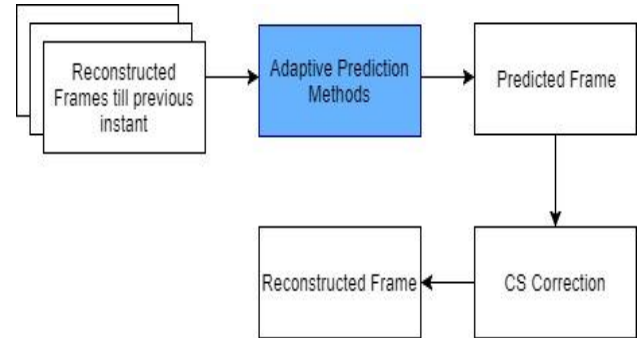 Reconstructed
Frames till previous
instant
Adaptive Prediction
Methods
Predicted Frame
Reconstructed Frame
CS Correction